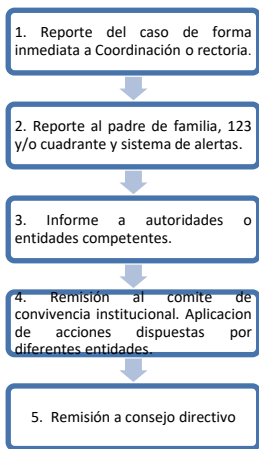 1. Reporte del caso de forma
inmediata a Coordinación o rectoria.
2. Reporte al padre de familia, 123
y/o cuadrante y sistema de alertas.
3. Informe a autoridades o
entidades competentes.
4. Remisión al comite de
convivencia institucional. Aplicacion
de acciones dispuestas por
diferentes entidades.
5. Remisión a consejo directivo